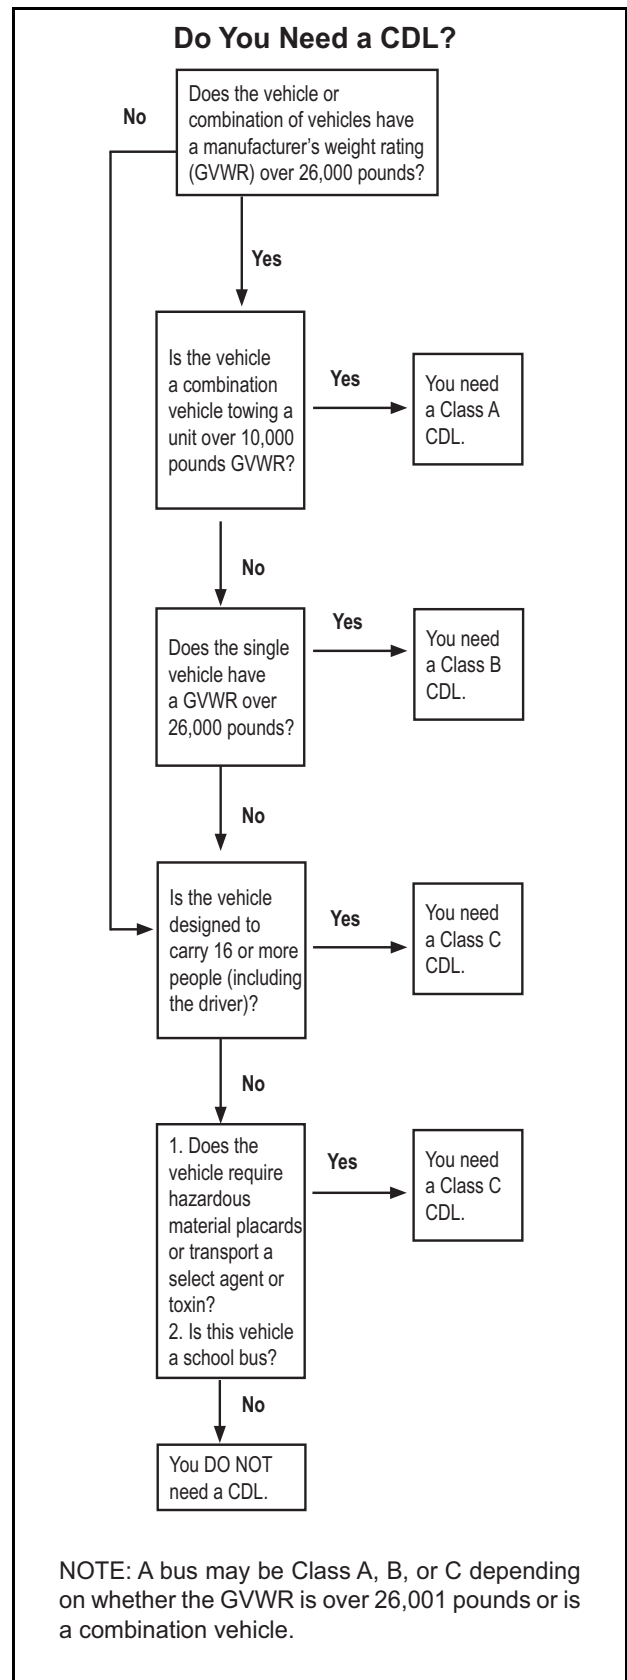 Do You Need a CDL?
Does the vehicle or
combination of vehicles have
a manufacturer's weight rating
(GVWR) over 26,000 pounds?
No
Yes
Is the vehicle
a combination
vehicle towing a
unit over 10,000
pounds GVWR?
Yes
You need
a Class A
CDL.
No
Does the single
vehicle have
a GVWR over
26,000 pounds?
Yes
You need
a Class B
CDL.
No
Is the vehicle
designed to
carry 16 or more
people (including
the driver)?
Yes
You need
a Class C
CDL.
No
1. Does the
vehicle require
hazardous
material placards
or transport a
select agent or
toxin?
2. Is this vehicle
a school bus?
Yes
You need
a Class C
CDL.
No
You DO NOT
need a CDL.
NOTE: A bus may be Class A, B, or C depending
on whether the GVWR is over 26,001 pounds or is
a combination vehicle.